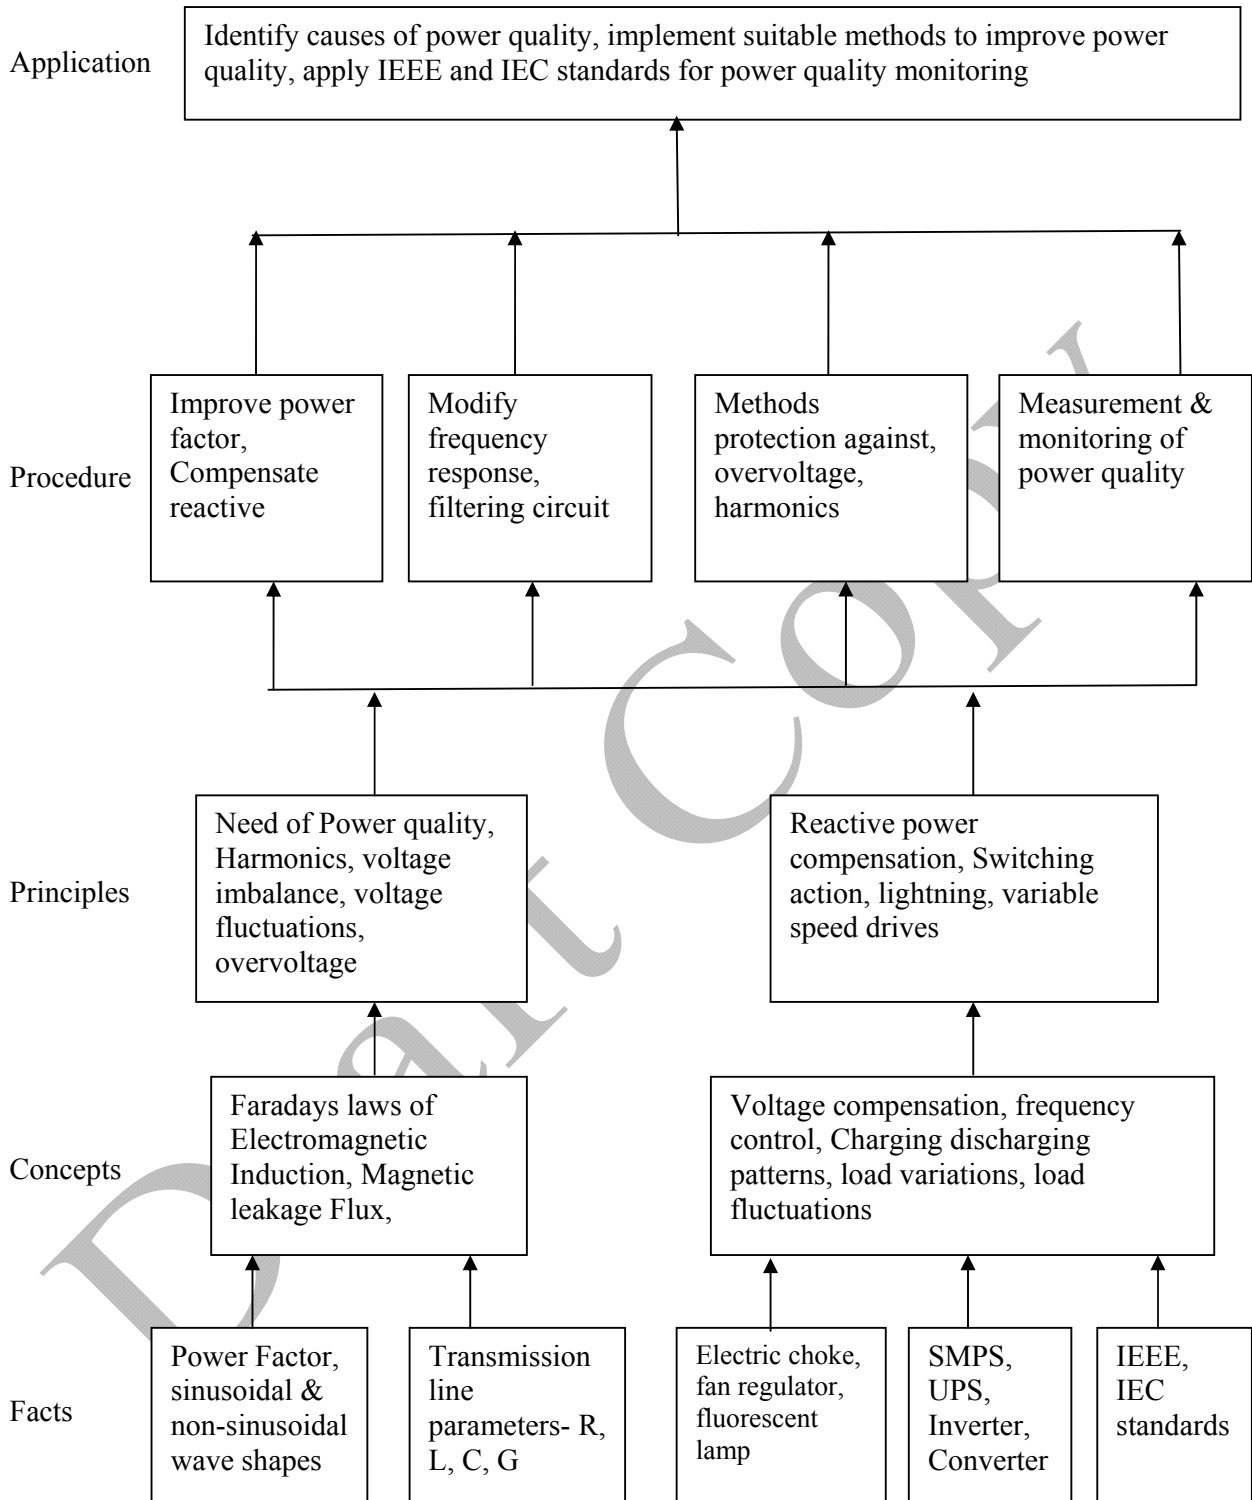 Application
Identify causes of power quality, implement suitable methods to improve power
quality, apply IEEE and IEC standards for power quality monitoring
Procedure
Improve power
factor,
Compensate
reactive
Modify
frequency
response,
filtering circuit
Methods
protection against,
overvoltage,
harmonics
Measurement &
monitoring of
power quality
Principles
Need of Power quality,
Harmonics, voltage
imbalance, voltage
fluctuations,
overvoltage
Reactive power
compensation, Switching
action, lightning, variable
speed drives
Concepts
Faradays laws of
Electromagnetic
Induction, Magnetic
leakage Flux,
Voltage compensation, frequency
control, Charging discharging
patterns, load variations, load
fluctuations
Facts
Power Factor,
sinusoidal &
non-sinusoidal
wave shapes
Transmission
line
parameters- R,
L, C, G
Electric choke,
fan regulator,
fluorescent
lamp
SMPS,
UPS,
Inverter,
Converter
IEEE,
IEC
standards
Draft Copy